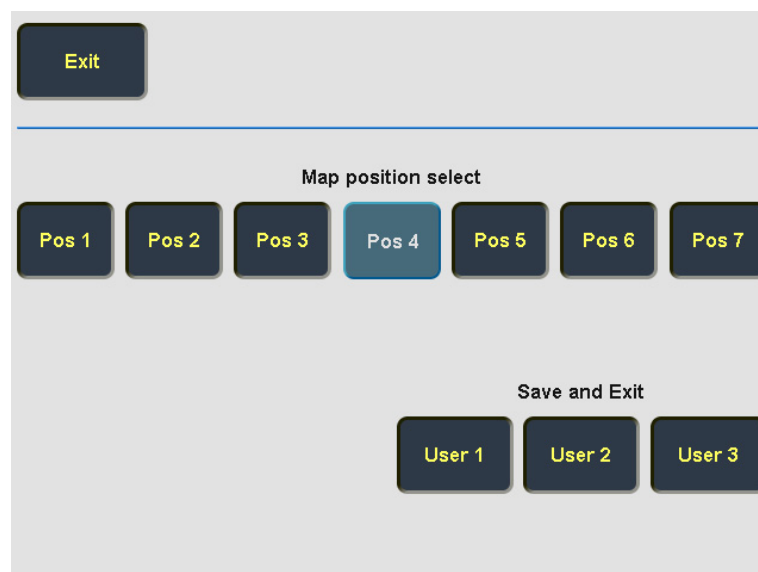 Exit
Map position select
Pos 1 Pos 2 Pos 3 Pos 4 Pos 5 Pos 6 Pos 7
Save and Exit
User 1 User 2 User 3